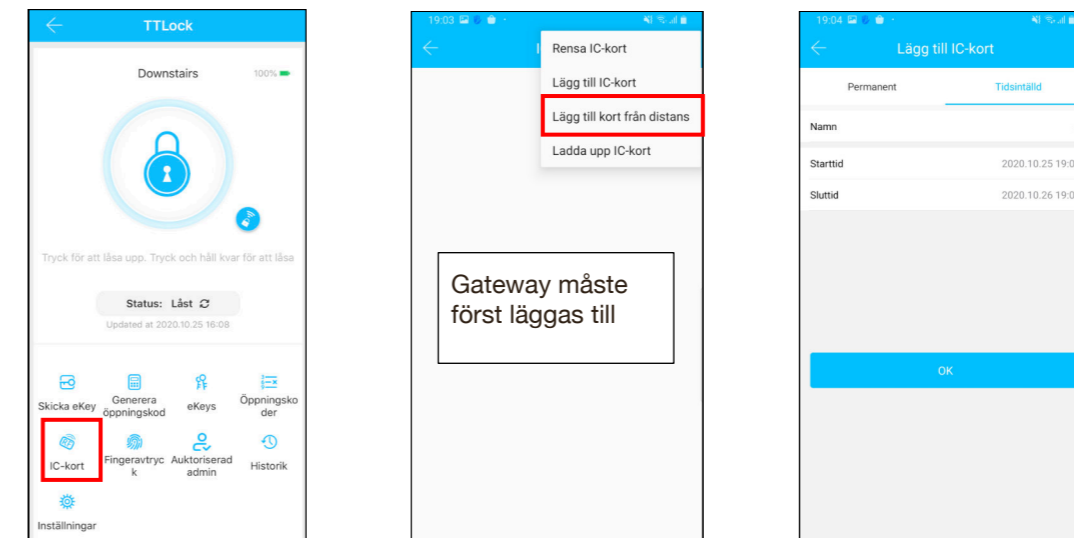 TTLock
Downstairs
100%
Tryck för att låsa upp. Tryck och håll kvar för att låsa
Status: Låst
Updated at 2020.10.25 16:08
Skicka eKey
Generera
öppningskod
eKeys
Öppningsko
der
IC-kort
Fingeravtryc
k
Auktoriserad
admin
Historik
Inställningar
19:03
Rensa IC-kort
Lägg till IC-kort
Lägg till kort från distans
Ladda upp IC-kort
Gateway måste
först läggas till
19:04
Lägg till IC-kort
Permanent
Tidsintälld
Namn
Starttid
2020.10.25 19:0
Sluttid
2020.10.26 19:0
OK